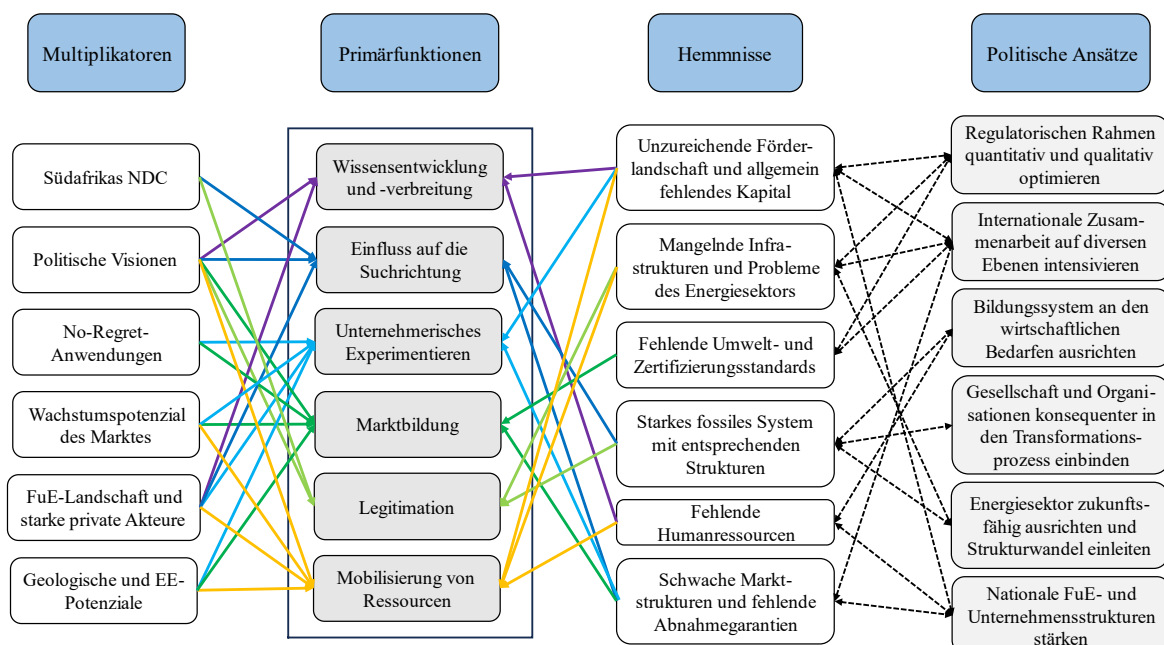 Multiplikatoren
Primärfunktionen
Hemmnisse
Politische Ansätze
Südafrikas NDC
Politische Visionen
No-Regret-
Anwendungen
Wachstumspotenzial
des Marktes
FuE-Landschaft und
starke private Akteure
Geologische und EE-
Potenziale
Wissensentwicklung
und -verbreitung
Einfluss auf die
Suchrichtung
Unternehmerisches
Experimentieren
Marktbildung
Legitimation
Mobilisierung von
Ressourcen
Unzureichende Förder-
landschaft und allgemein
fehlendes Kapital
Mangelnde Infra-
strukturen und Probleme
des Energiesektors
Fehlende Umwelt- und
Zertifizierungsstandards
Starkes fossiles System
mit entsprechenden
Strukturen
Fehlende
Humanressourcen
Schwache Markt-
strukturen und fehlende
Abnahmegarantien
Regulatorischen Rahmen
quantitativ und qualitativ
optimieren
Internationale Zusam-
menarbeit auf diversen
Ebenen intensivieren
Bildungssystem an den
wirtschaftlichen
Bedarfen ausrichten
Gesellschaft und Organi-
sationen konsequenter in
den Transformations-
prozess einbinden
Energiesektor zukunfts-
fähig ausrichten und
Strukturwandel einleiten
Nationale FuE- und
Unternehmensstrukturen
stärken